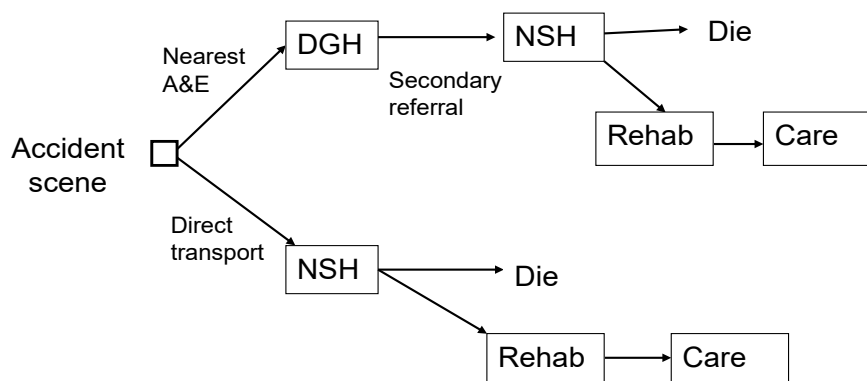 Nearest
A&E
DGH
Secondary
referral
NSH
Die
Rehab
Care
Accident
scene
Direct
transport
NSH
Die
Rehab
Care